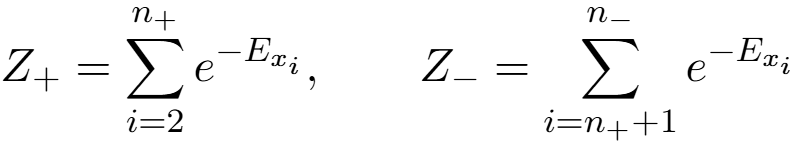 Z_+ = \sum_{i=2}^{n_+} e^{-E_{x_i}}, \qquad Z_- = \sum_{i=n_++1}^{n_-} e^{-E_{x_i}}